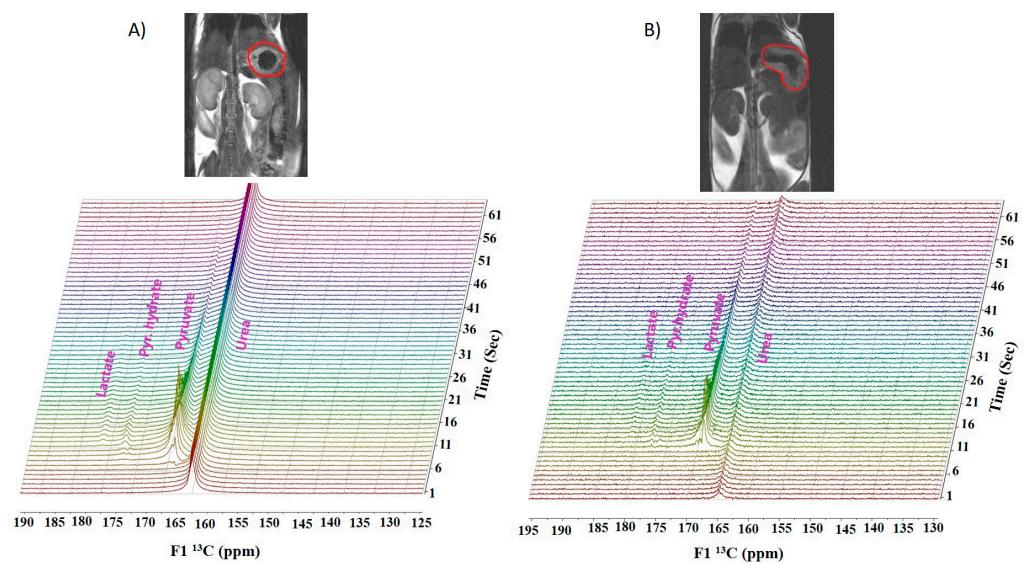 A)
B)
Lactate
Pyr. hydrate
Pyruvate
Urea
61
56
51
46
41
36
31
26
21
16
11
6
1
Time (Sec)
190 185 180 175 170 165 160 155 150 145 140 135 130 125
F1 ¹³C (ppm)
Lactate
Pyr.hydrate
Pyruvate
Urea
61
56
51
46
41
36
31
26
21
16
11
6
1
Time (Sec)
195 190 185 180 175 170 165 160 155 150 145 140 135 130
F1 ¹³C (ppm)